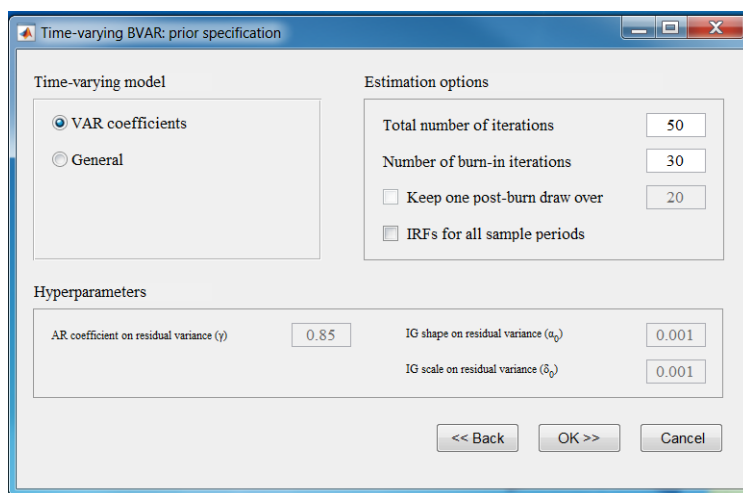 Time-varying BVAR: prior specification
Time-varying model
VAR coefficients
General
Estimation options
Total number of iterations 50
Number of burn-in iterations 30
Keep one post-burn draw over 20
IRFs for all sample periods
Hyperparameters
AR coefficient on residual variance (γ) 0.85
IG shape on residual variance (α₀) 0.001
IG scale on residual variance (δ₀) 0.001
<< Back OK >> Cancel